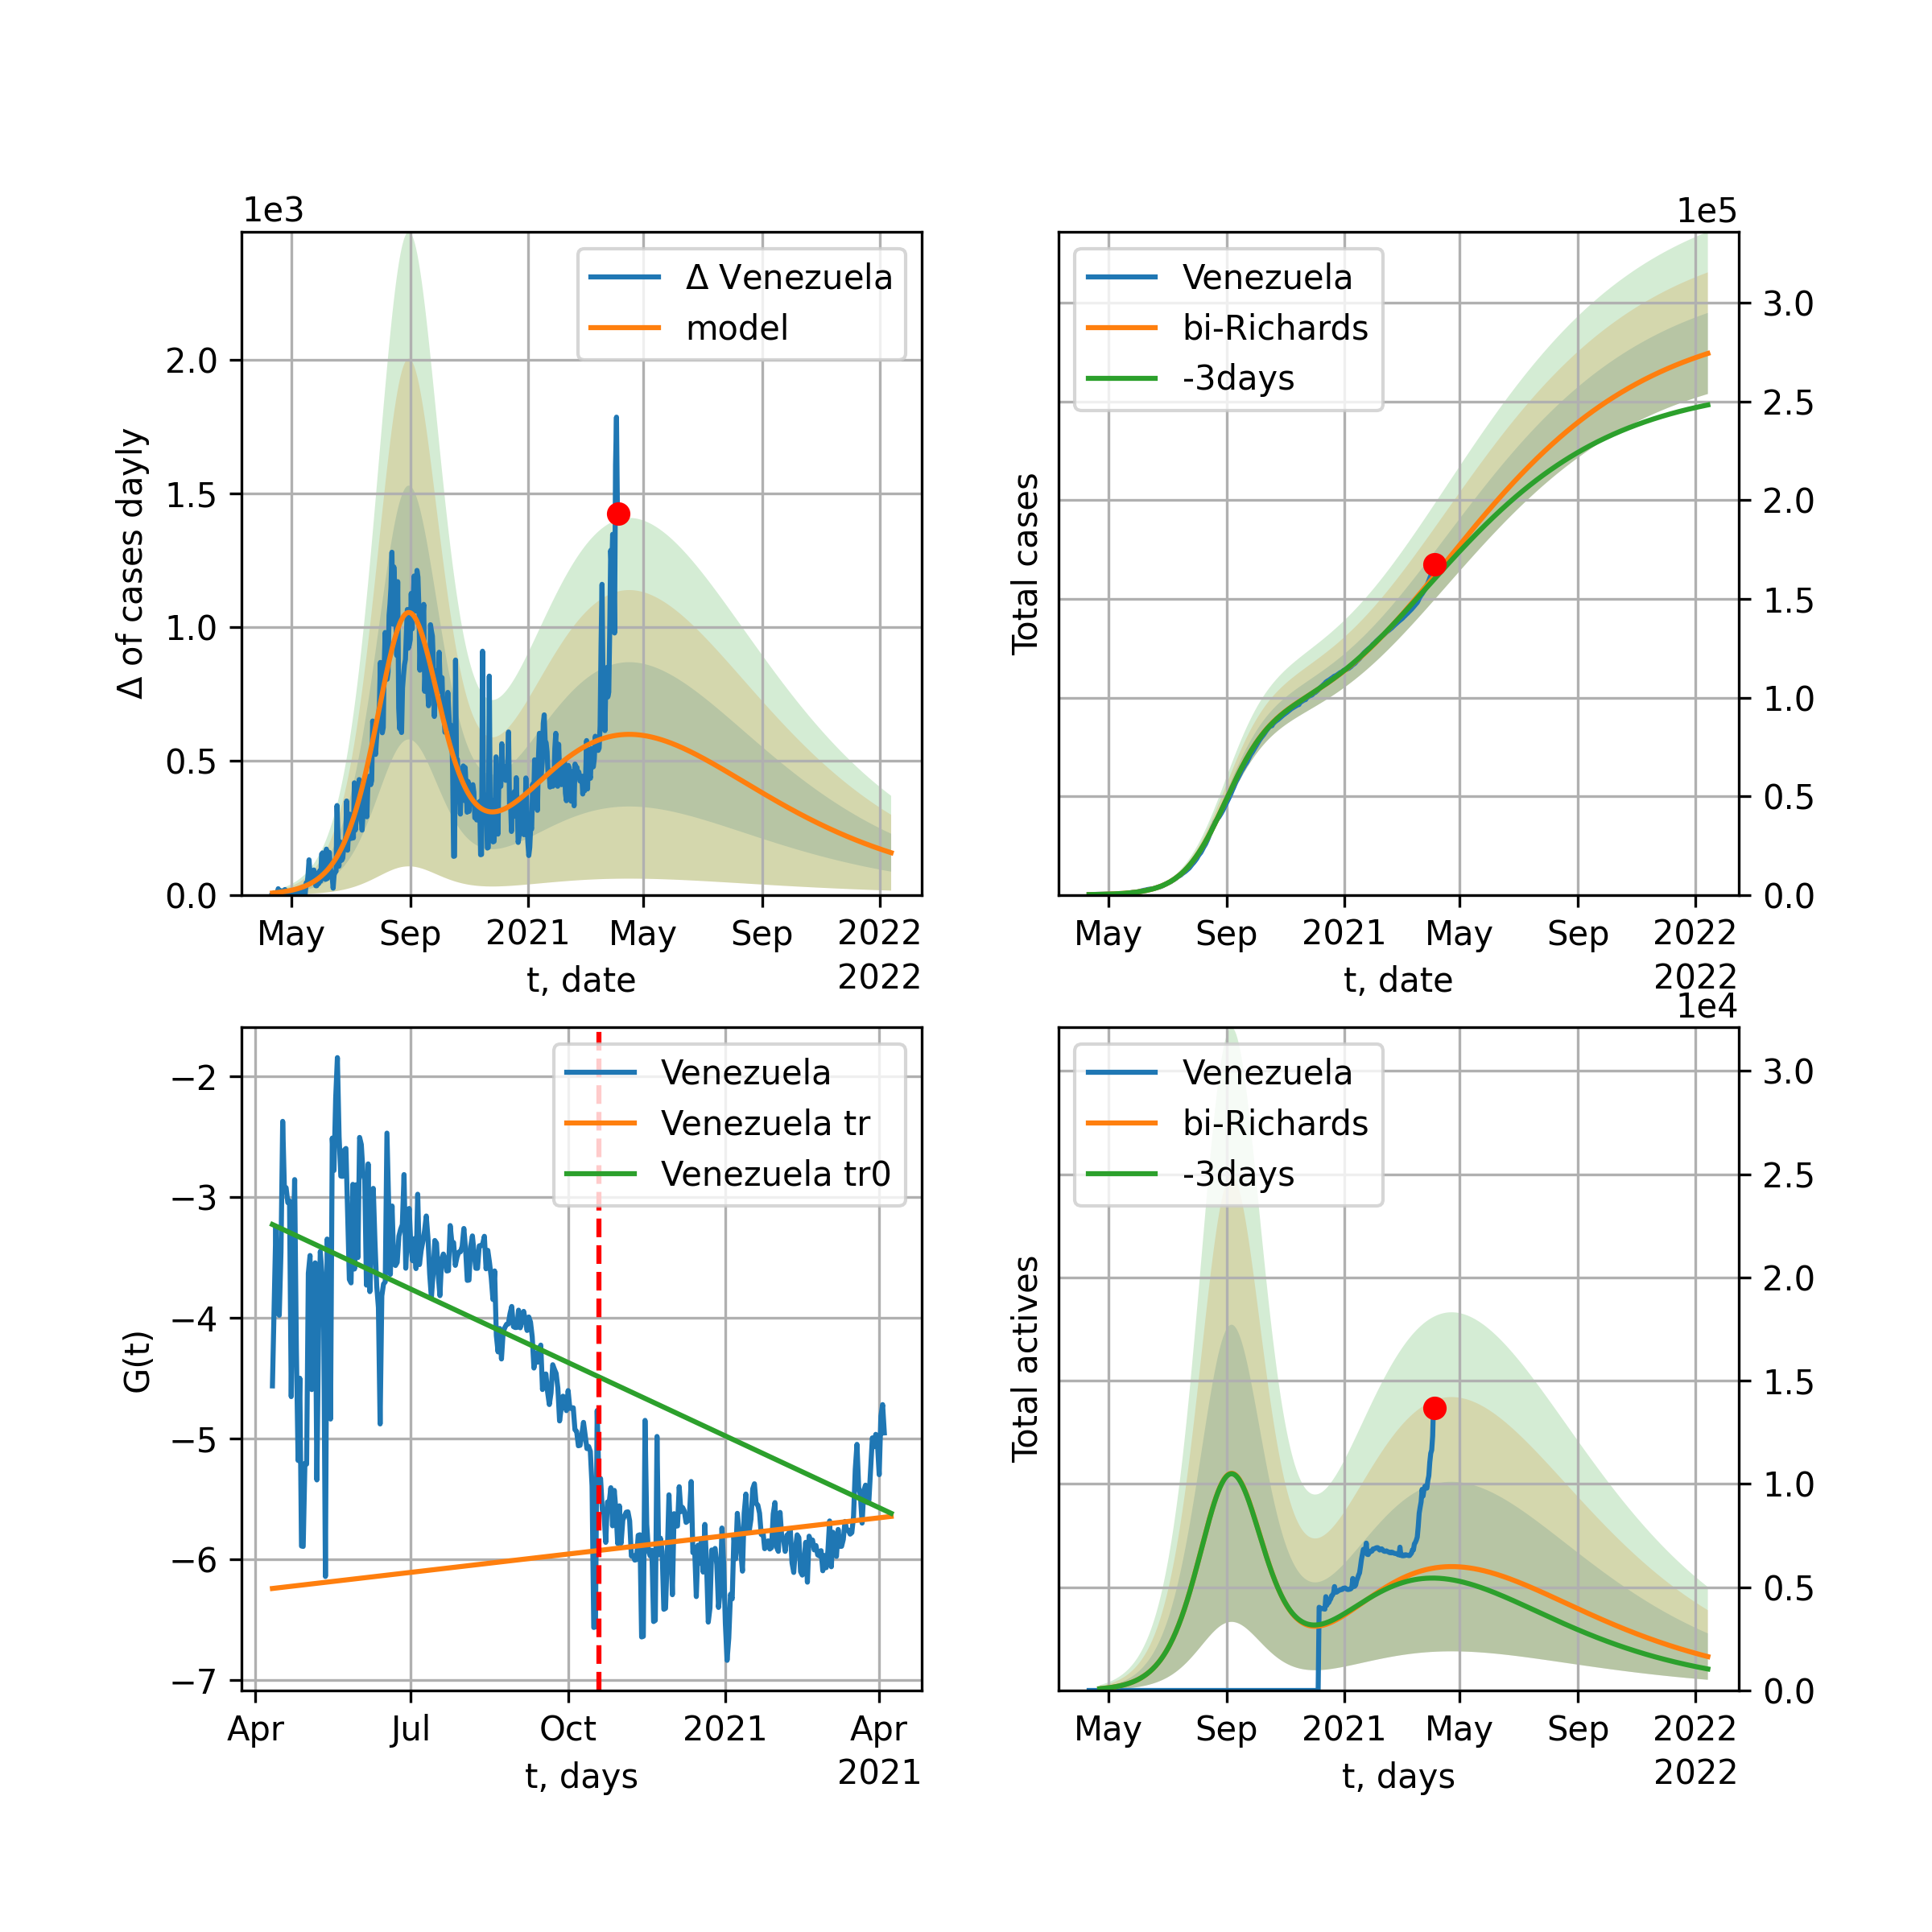 1e3
Δ of cases dayly
2.0
1.5
1.0
0.5
0.0
Δ Venezuela
model
May Sep 2021 May Sep 2022
t, date 2022
1e5
Total cases
Venezuela
bi-Richards
-3days
3.0
2.5
2.0
1.5
1.0
0.5
0.0
May Sep 2021 May Sep 2022
t, date 2022
G(t)
−2
−3
−4
−5
−6
−7
Venezuela
Venezuela tr
Venezuela tr0
Apr Jul Oct 2021 Apr
t, days 2021
1e4
Total actives
Venezuela
bi-Richards
-3days
3.0
2.5
2.0
1.5
1.0
0.5
0.0
May Sep 2021 May Sep 2022
t, days 2022